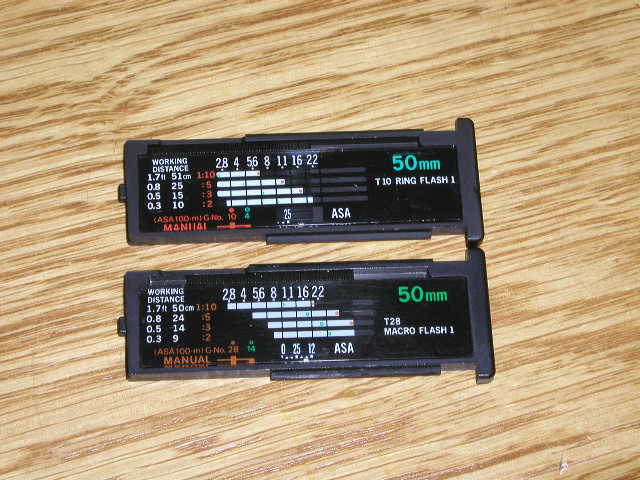 WORKING DISTANCE 2.8 4 5.6 8 11 16 22 50mm
1.7ft 51cm 1:10
0.8 25 :5 T10 RING FLASH 1
0.5 15 :3
0.3 10 :2
(ASA100-m) G·No. 10 4 25 ASA
MANUAL
WORKING DISTANCE 2.8 4 5.6 8 11 16 22 50mm
1.7ft 50cm 1:10
0.8 24 :5 T28
0.5 14 :3 MACRO FLASH 1
0.3 9 :2
(ASA100-m) G·No. 28 14 25 12 ASA
MANUAL